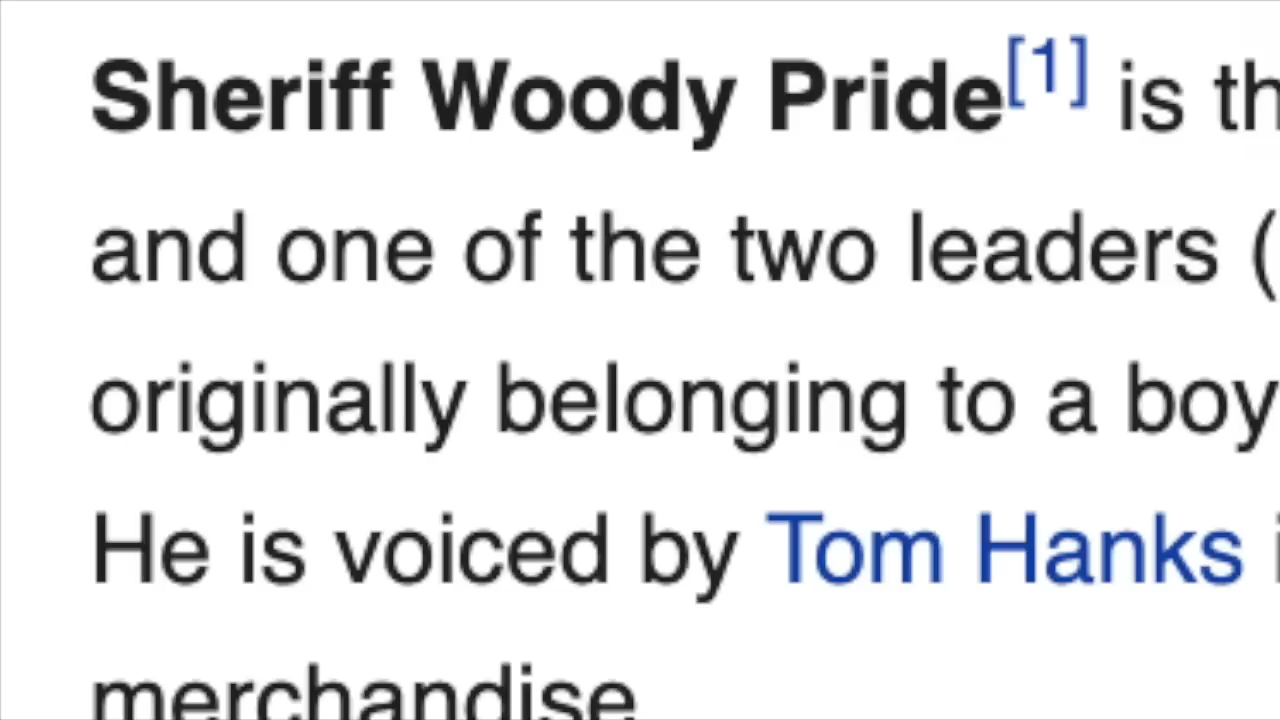 Sheriff Woody Pride[1] is th
and one of the two leaders (
originally belonging to a boy
He is voiced by Tom Hanks i
merchandise